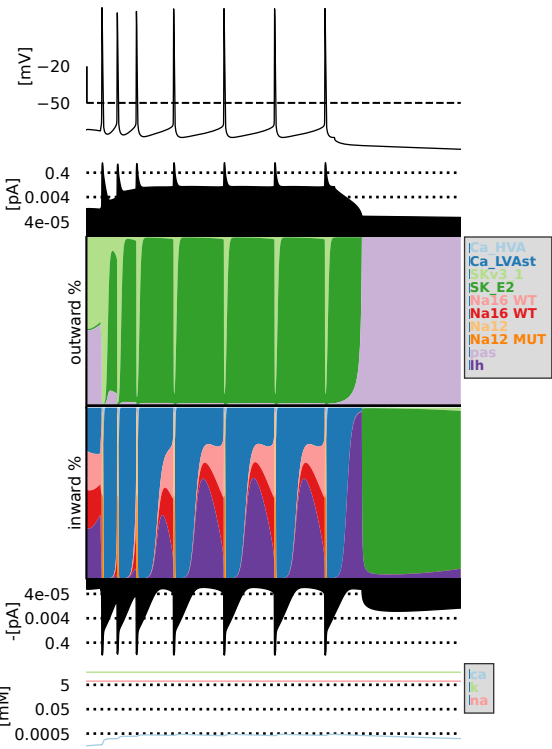 [mV]
−20
−50
[pA]
0.4
0.004
4e-05
outward %
Ca_HVA
Ca_LVAst
SKv3_1
SK_E2
Na16 WT
Na16 WT
Na12
Na12 MUT
pas
Ih
inward %
-[pA]
4e-05
0.004
0.4
[mM]
5
0.05
0.0005
ca
k
na